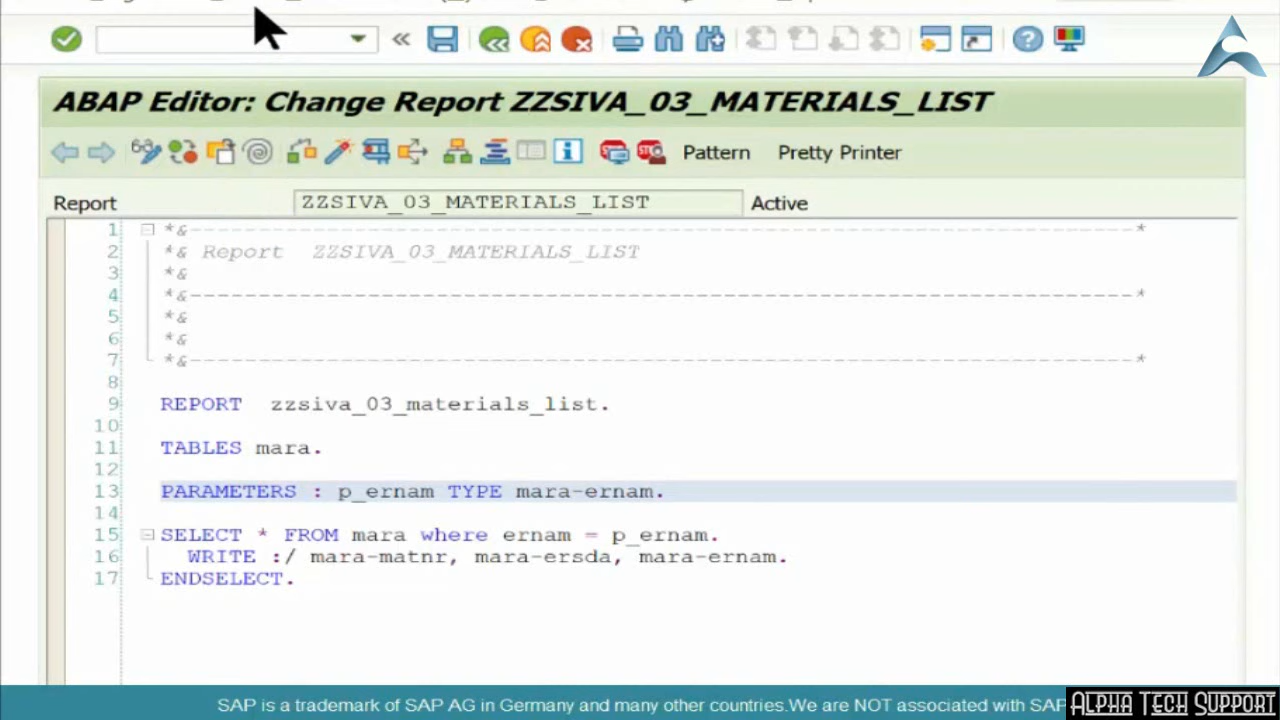 ABAP Editor: Change Report ZZSIVA_03_MATERIALS_LIST
Pattern Pretty Printer
Report ZZSIVA_03_MATERIALS_LIST Active
1 *&---------------------------------------------------------------------*
2 *& Report  ZZSIVA_03_MATERIALS_LIST
3 *&
4 *&---------------------------------------------------------------------*
5 *&
6 *&
7 *&---------------------------------------------------------------------*
8
9 REPORT  zzsiva_03_materials_list.
10
11 TABLES mara.
12
13 PARAMETERS : p_ernam TYPE mara-ernam.
14
15 SELECT * FROM mara where ernam = p_ernam.
16   WRITE :/ mara-matnr, mara-ersda, mara-ernam.
17 ENDSELECT.
SAP is a trademark of SAP AG in Germany and many other countries.We are NOT associated with SAP
Alpha Tech Support